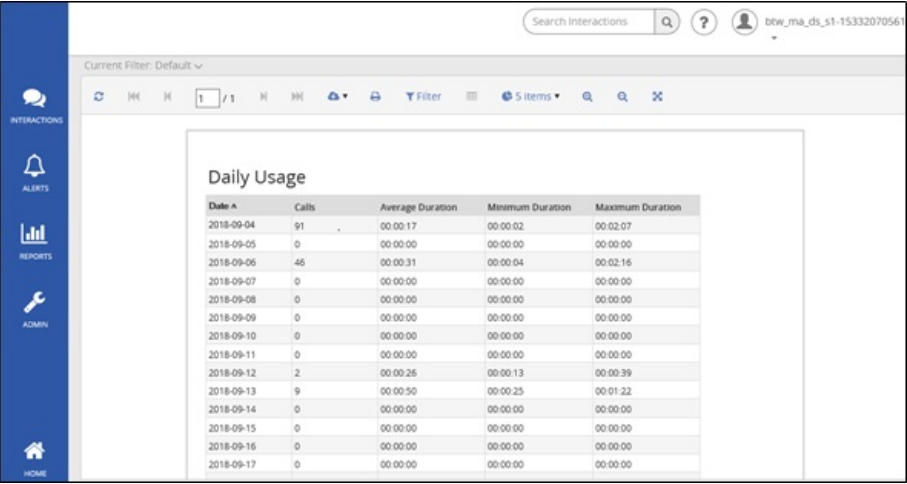 Search Interactions
?
btw_ma_ds_s1-15332070561
Current Filter: Default
1 / 1
Filter
5 items
INTERACTIONS
ALERTS
REPORTS
ADMIN
HOME
Daily Usage
Date Calls Average Duration Minimum Duration Maximum Duration
2018-09-04 91 00:00:17 00:00:02 00:02:07
2018-09-05 0 00:00:00 00:00:00 00:00:00
2018-09-06 46 00:00:31 00:00:04 00:02:16
2018-09-07 0 00:00:00 00:00:00 00:00:00
2018-09-08 0 00:00:00 00:00:00 00:00:00
2018-09-09 0 00:00:00 00:00:00 00:00:00
2018-09-10 0 00:00:00 00:00:00 00:00:00
2018-09-11 0 00:00:00 00:00:00 00:00:00
2018-09-12 2 00:00:26 00:00:13 00:00:39
2018-09-13 9 00:00:50 00:00:25 00:01:22
2018-09-14 0 00:00:00 00:00:00 00:00:00
2018-09-15 0 00:00:00 00:00:00 00:00:00
2018-09-16 0 00:00:00 00:00:00 00:00:00
2018-09-17 0 00:00:00 00:00:00 00:00:00